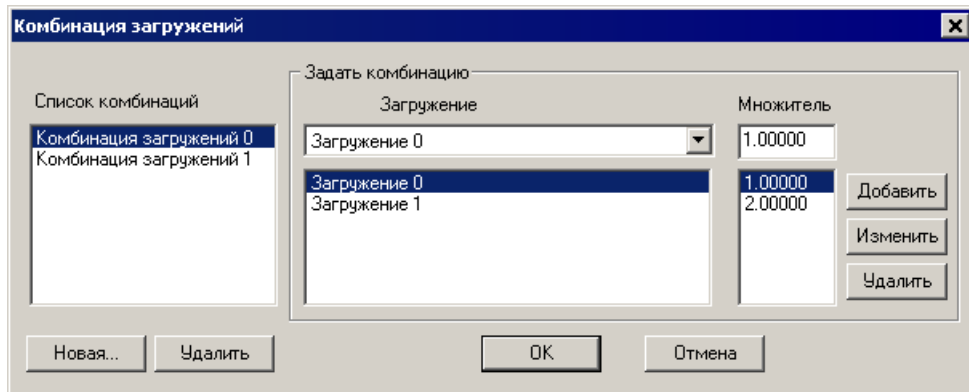 Комбинация загружений
Задать комбинацию
Список комбинаций
Загружение
Множитель
Комбинация загружений 0
Комбинация загружений 1
Загружение 0
1.00000
Загружение 0
1.00000
Загружение 1
2.00000
Добавить
Изменить
Удалить
Новая...
Удалить
OK
Отмена